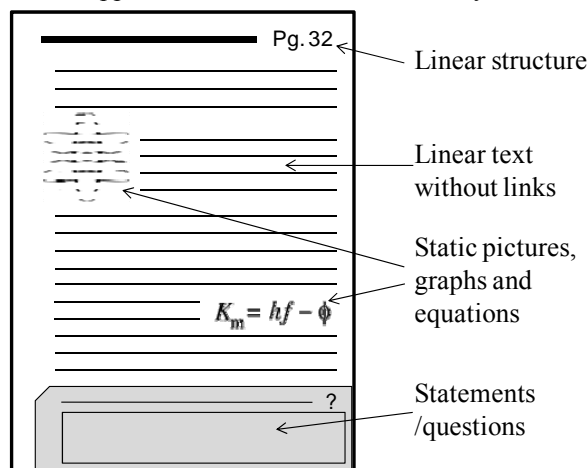 Pg. 32
Linear structure
Linear text
without links
Static pictures,
graphs and
equations
K_m = hf − ϕ
?
Statements
/questions